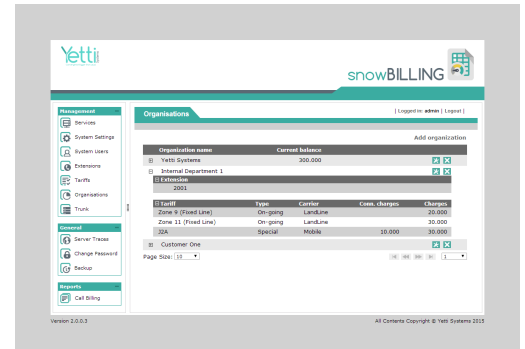 Yettii
snowBILLING
Management
Services
System Settings
System Users
Extensions
Tariffs
Organisations
Trunk
General
Server Traces
Change Password
Backup
Reports
Call Billing
Organisations
| Logged in: admin | Logout |
Add organization
Organization name Current balance
Yetti Systems 200.000
Internal Department 1
Extension
2001
Tariff Type Carrier Conn. charges Charges
Zone 9 (Fixed Line) On-going LandLine 20.000
Zone 11 (Fixed Line) On-going LandLine 30.000
J2A Special Mobile 10.000 30.000
Customer One
Page Size: 10 1
Version 2.0.0.3 All Contents Copyright © Yetti Systems 2015